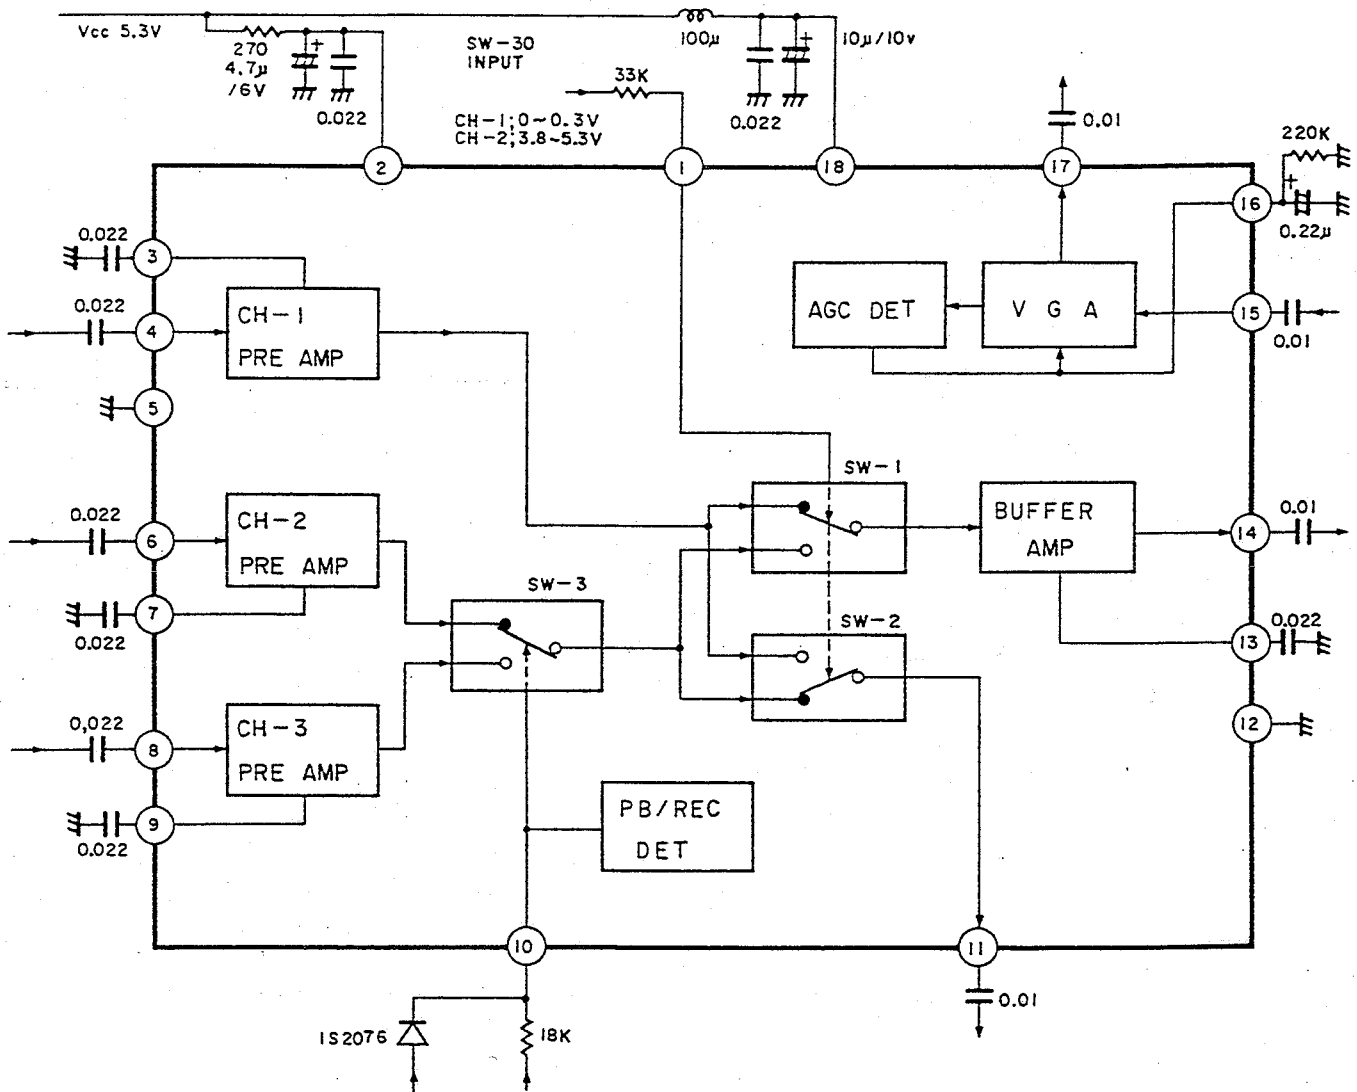 Vcc 5.3V
270
4.7μ
/6V
0.022
SW-30
INPUT
33K
CH-1;0~0.3V
CH-2;3.8~5.3V
100μ
10μ/10v
0.022
0.01
220K
0.22μ
2
1
18
17
16
0.022
3
0.022
4
CH-1
PRE AMP
AGC DET
V G A
15
0.01
5
SW-1
0.022
6
CH-2
PRE AMP
BUFFER
AMP
14
0.01
7
0.022
SW-3
SW-2
13
0.022
12
0,022
8
CH-3
PRE AMP
9
0.022
PB/REC
DET
10
11
0.01
1S2076
18K